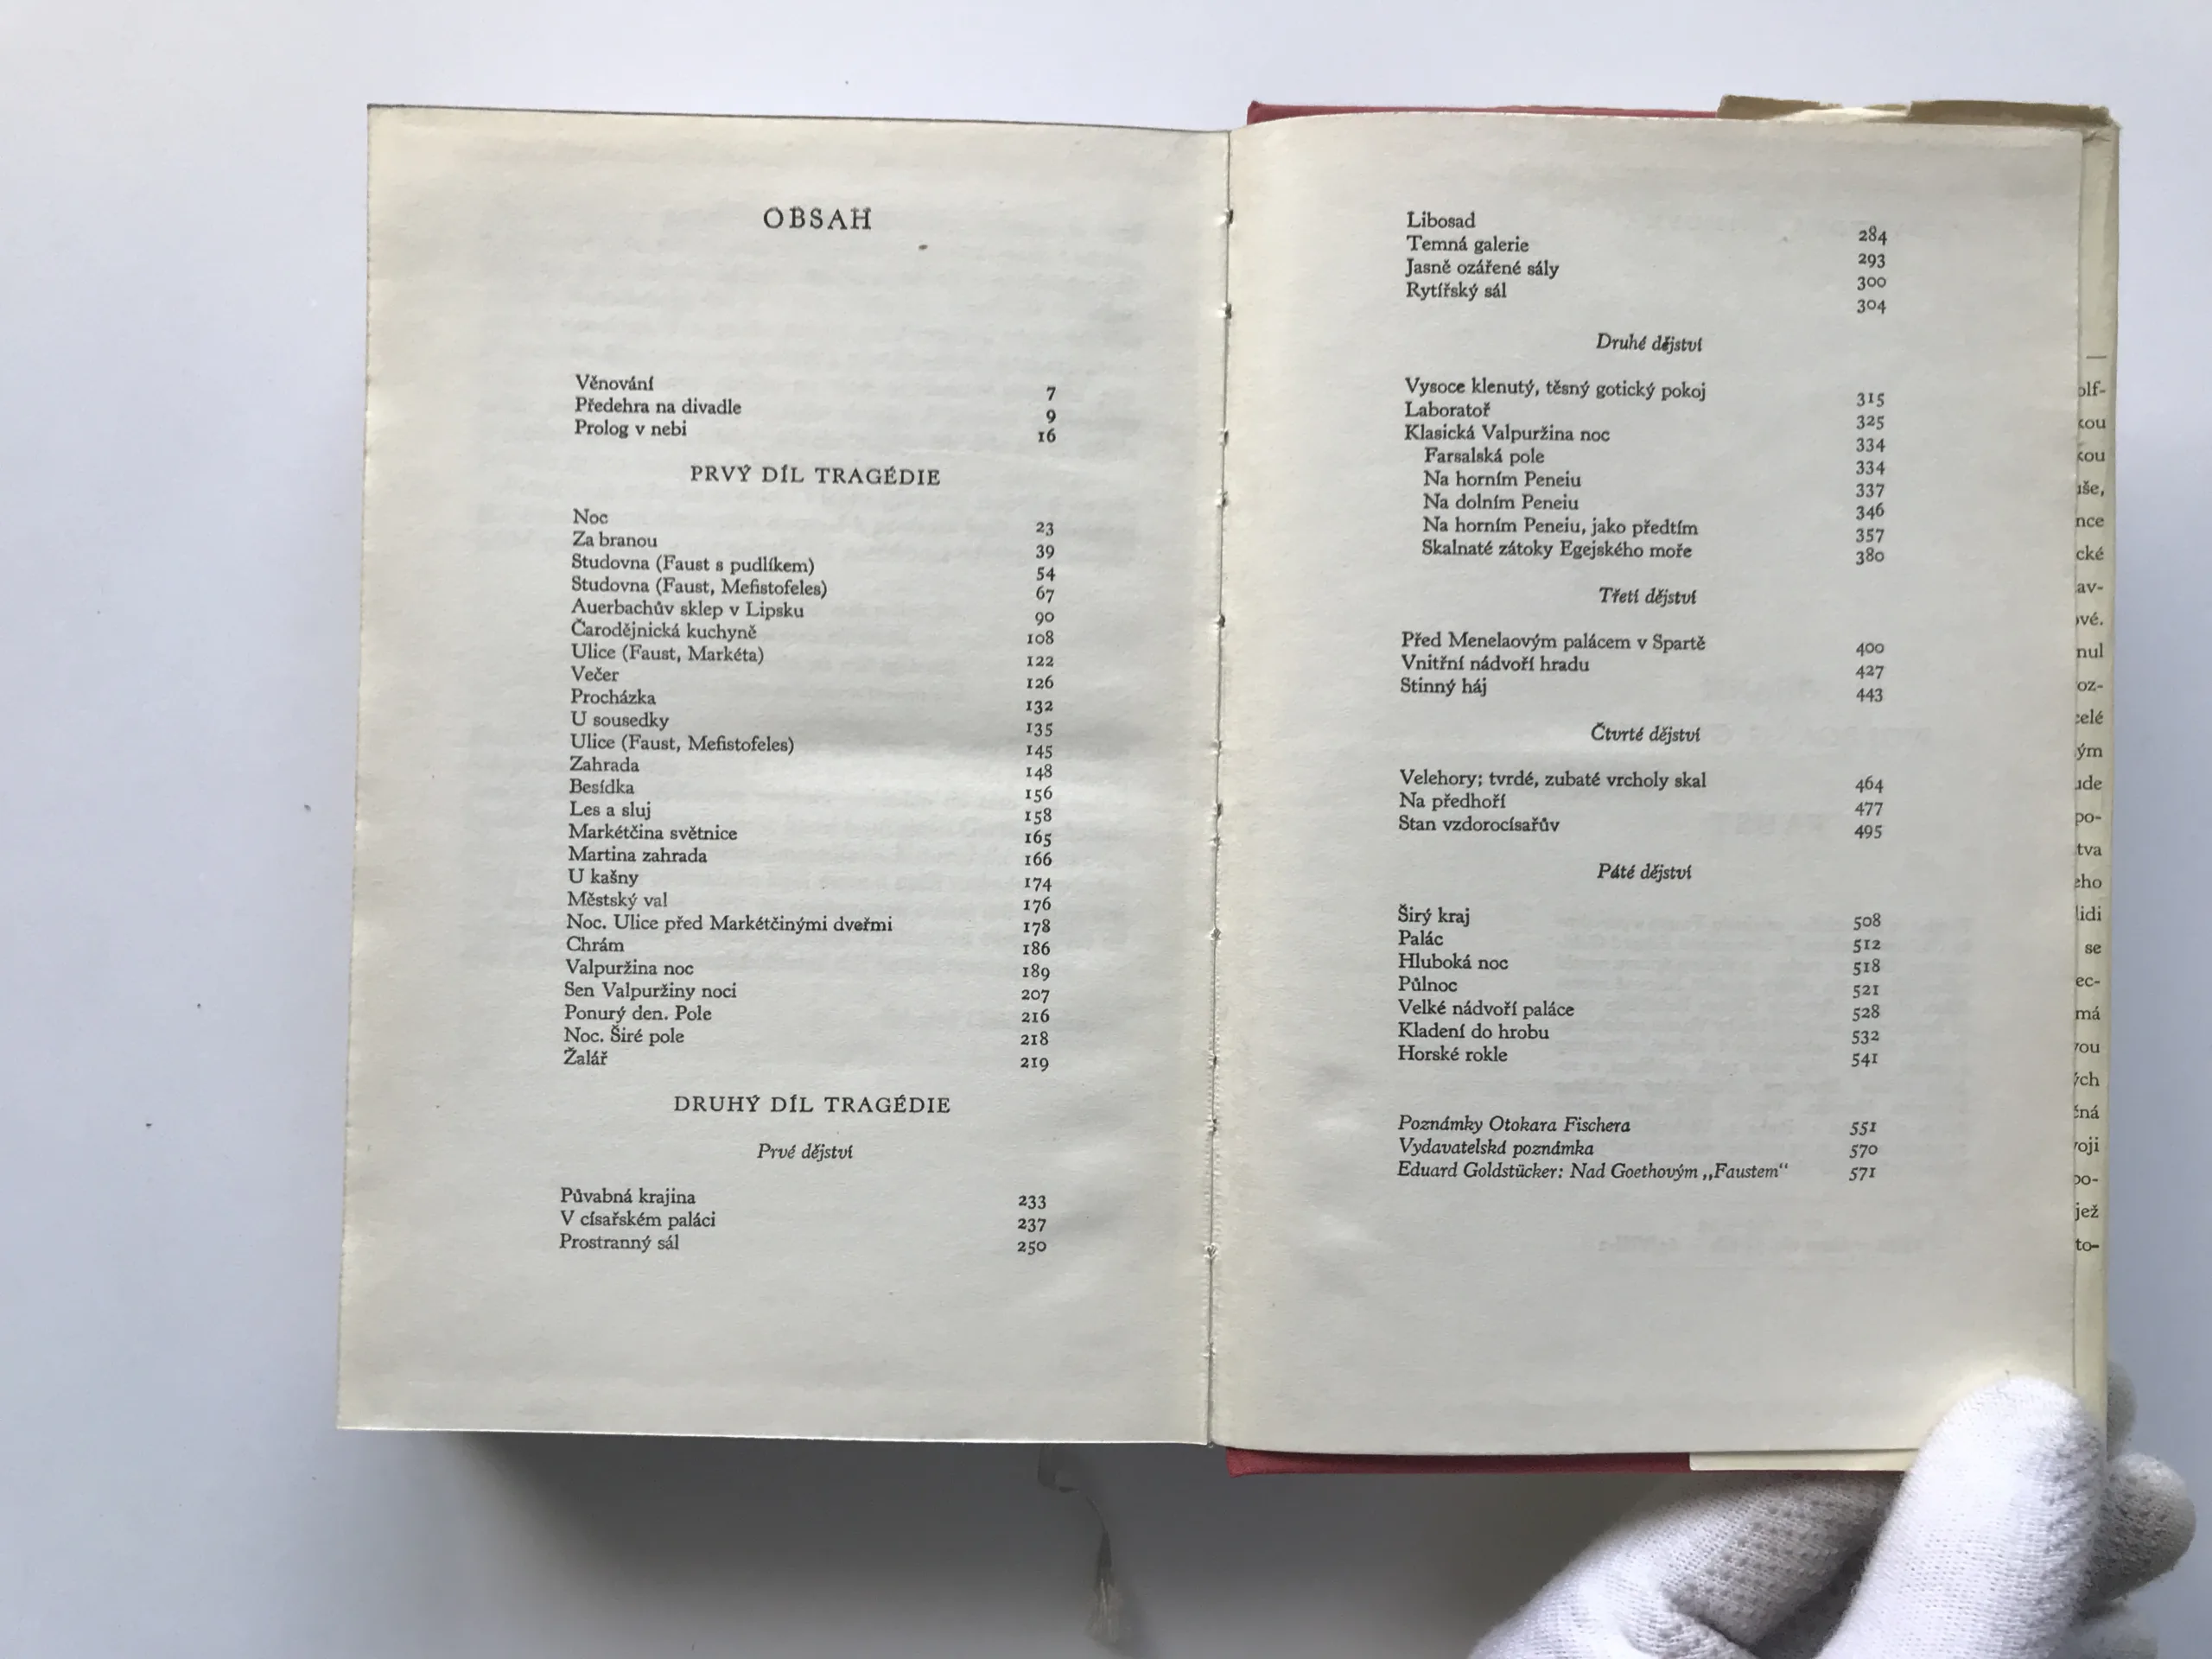 OBSAH
Věnování 7
Předehra na divadle 9
Prolog v nebi 16
PRVÝ DÍL TRAGÉDIE
Noc 23
Za branou 39
Studovna (Faust s pudlíkem) 54
Studovna (Faust, Mefistofeles) 67
Auerbachův sklep v Lipsku 90
Čarodějnická kuchyně 108
Ulice (Faust, Markéta) 122
Večer 126
Procházka 132
U sousedky 135
Ulice (Faust, Mefistofeles) 145
Zahrada 148
Besídka 156
Les a sluj 158
Markétčina světnice 165
Martina zahrada 166
U kašny 174
Městský val 176
Noc. Ulice před Markétčinými dveřmi 178
Chrám 186
Valpuržina noc 189
Sen Valpuržiny noci 207
Ponurý den. Pole 216
Noc. Širé pole 218
Žalář 219
DRUHÝ DÍL TRAGÉDIE
Prvé dějství
Půvabná krajina 233
V císařském paláci 237
Prostranný sál 250
Libosad 284
Temná galerie 293
Jasně ozářené sály 300
Rytířský sál 304
Druhé dějství
Vysoce klenutý, těsný gotický pokoj 315
Laboratoř 325
Klasická Valpuržina noc 334
Farsalská pole 334
Na horním Peneiu 337
Na dolním Peneiu 346
Na horním Peneiu, jako předtím 357
Skalnaté zátoky Egejského moře 380
Třetí dějství
Před Menelaovým palácem v Spartě 400
Vnitřní nádvoří hradu 427
Stinný háj 443
Čtvrté dějství
Velehory; tvrdé, zubaté vrcholy skal 464
Na předhoří 477
Stan vzdorocísařův 495
Páté dějství
Širý kraj 508
Palác 512
Hluboká noc 518
Půlnoc 521
Velké nádvoří paláce 528
Kladení do hrobu 532
Horské rokle 541
Poznámky Otokara Fischera 551
Vydavatelská poznámka 570
Eduard Goldstücker: Nad Goethovým „Faustem“ 571